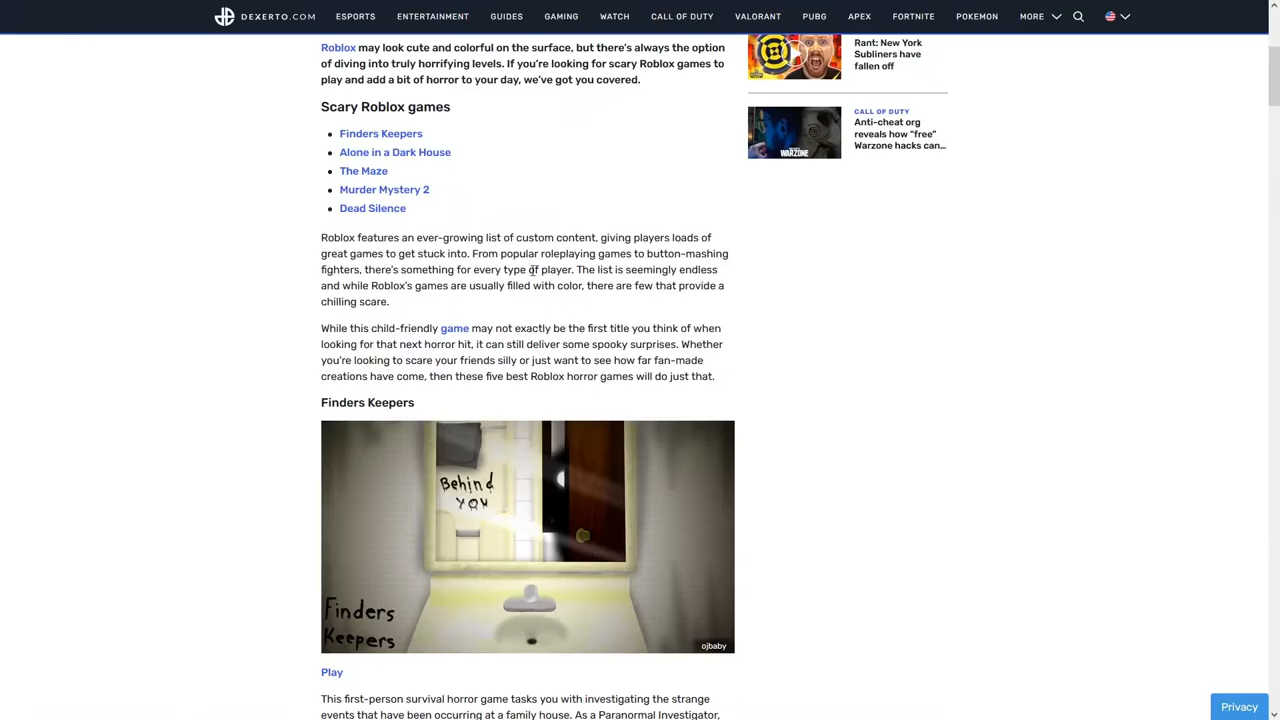 DEXERTO.COM
ESPORTS
ENTERTAINMENT
GUIDES
GAMING
WATCH
CALL OF DUTY
VALORANT
PUBG
APEX
FORTNITE
POKEMON
MORE
Roblox may look cute and colorful on the surface, but there's always the option
of diving into truly horrifying levels. If you're looking for scary Roblox games to
play and add a bit of horror to your day, we've got you covered.
Scary Roblox games
Finders Keepers
Alone in a Dark House
The Maze
Murder Mystery 2
Dead Silence
Roblox features an ever-growing list of custom content, giving players loads of
great games to get stuck into. From popular roleplaying games to button-mashing
fighters, there's something for every type of player. The list is seemingly endless
and while Roblox's games are usually filled with color, there are few that provide a
chilling scare.
While this child-friendly game may not exactly be the first title you think of when
looking for that next horror hit, it can still deliver some spooky surprises. Whether
you're looking to scare your friends silly or just want to see how far fan-made
creations have come, then these five best Roblox horror games will do just that.
Finders Keepers
Behind
YOU
Finders
Keepers
ojbaby
Play
This first-person survival horror game tasks you with investigating the strange
events that have been occurring at a family house. As a Paranormal Investigator,
Rant: New York
Subliners have
fallen off
WARZONE
CALL OF DUTY
Anti-cheat org
reveals how "free"
Warzone hacks can...
Privacy